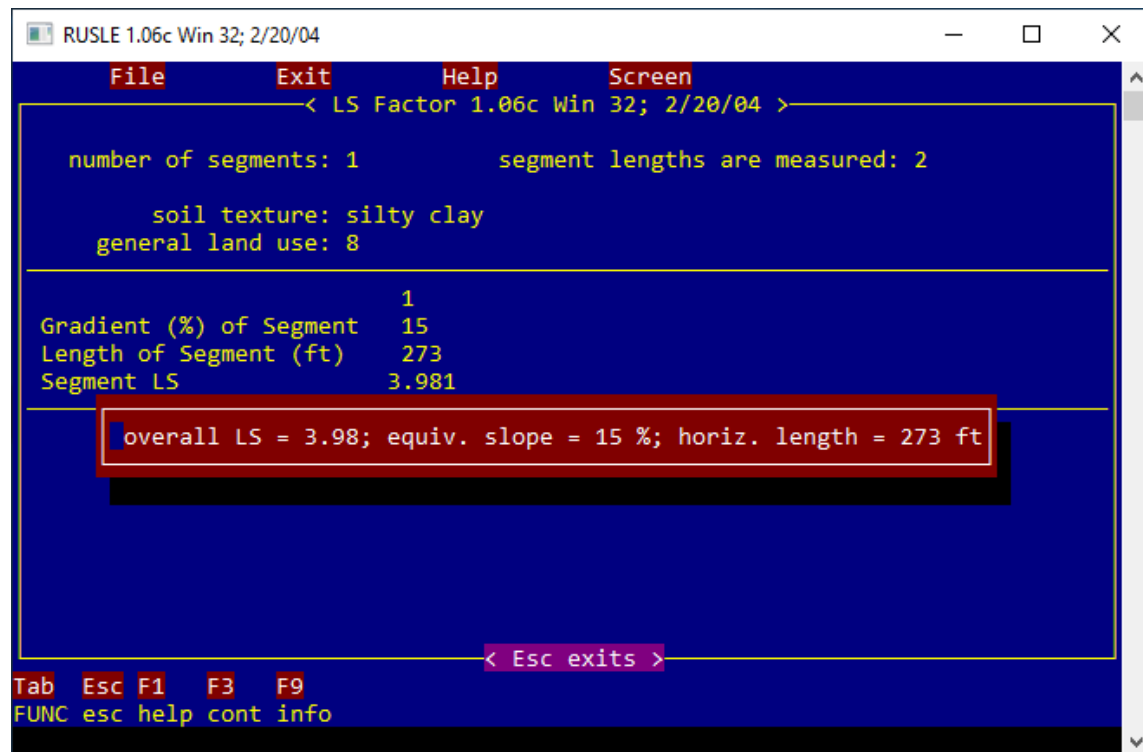 RUSLE 1.06c Win 32; 2/20/04
File Exit Help Screen
< LS Factor 1.06c Win 32; 2/20/04 >
number of segments: 1 segment lengths are measured: 2
soil texture: silty clay
general land use: 8
1
Gradient (%) of Segment 15
Length of Segment (ft) 273
Segment LS 3.981
overall LS = 3.98; equiv. slope = 15 %; horiz. length = 273 ft
< Esc exits >
Tab Esc F1 F3 F9
FUNC esc help cont info